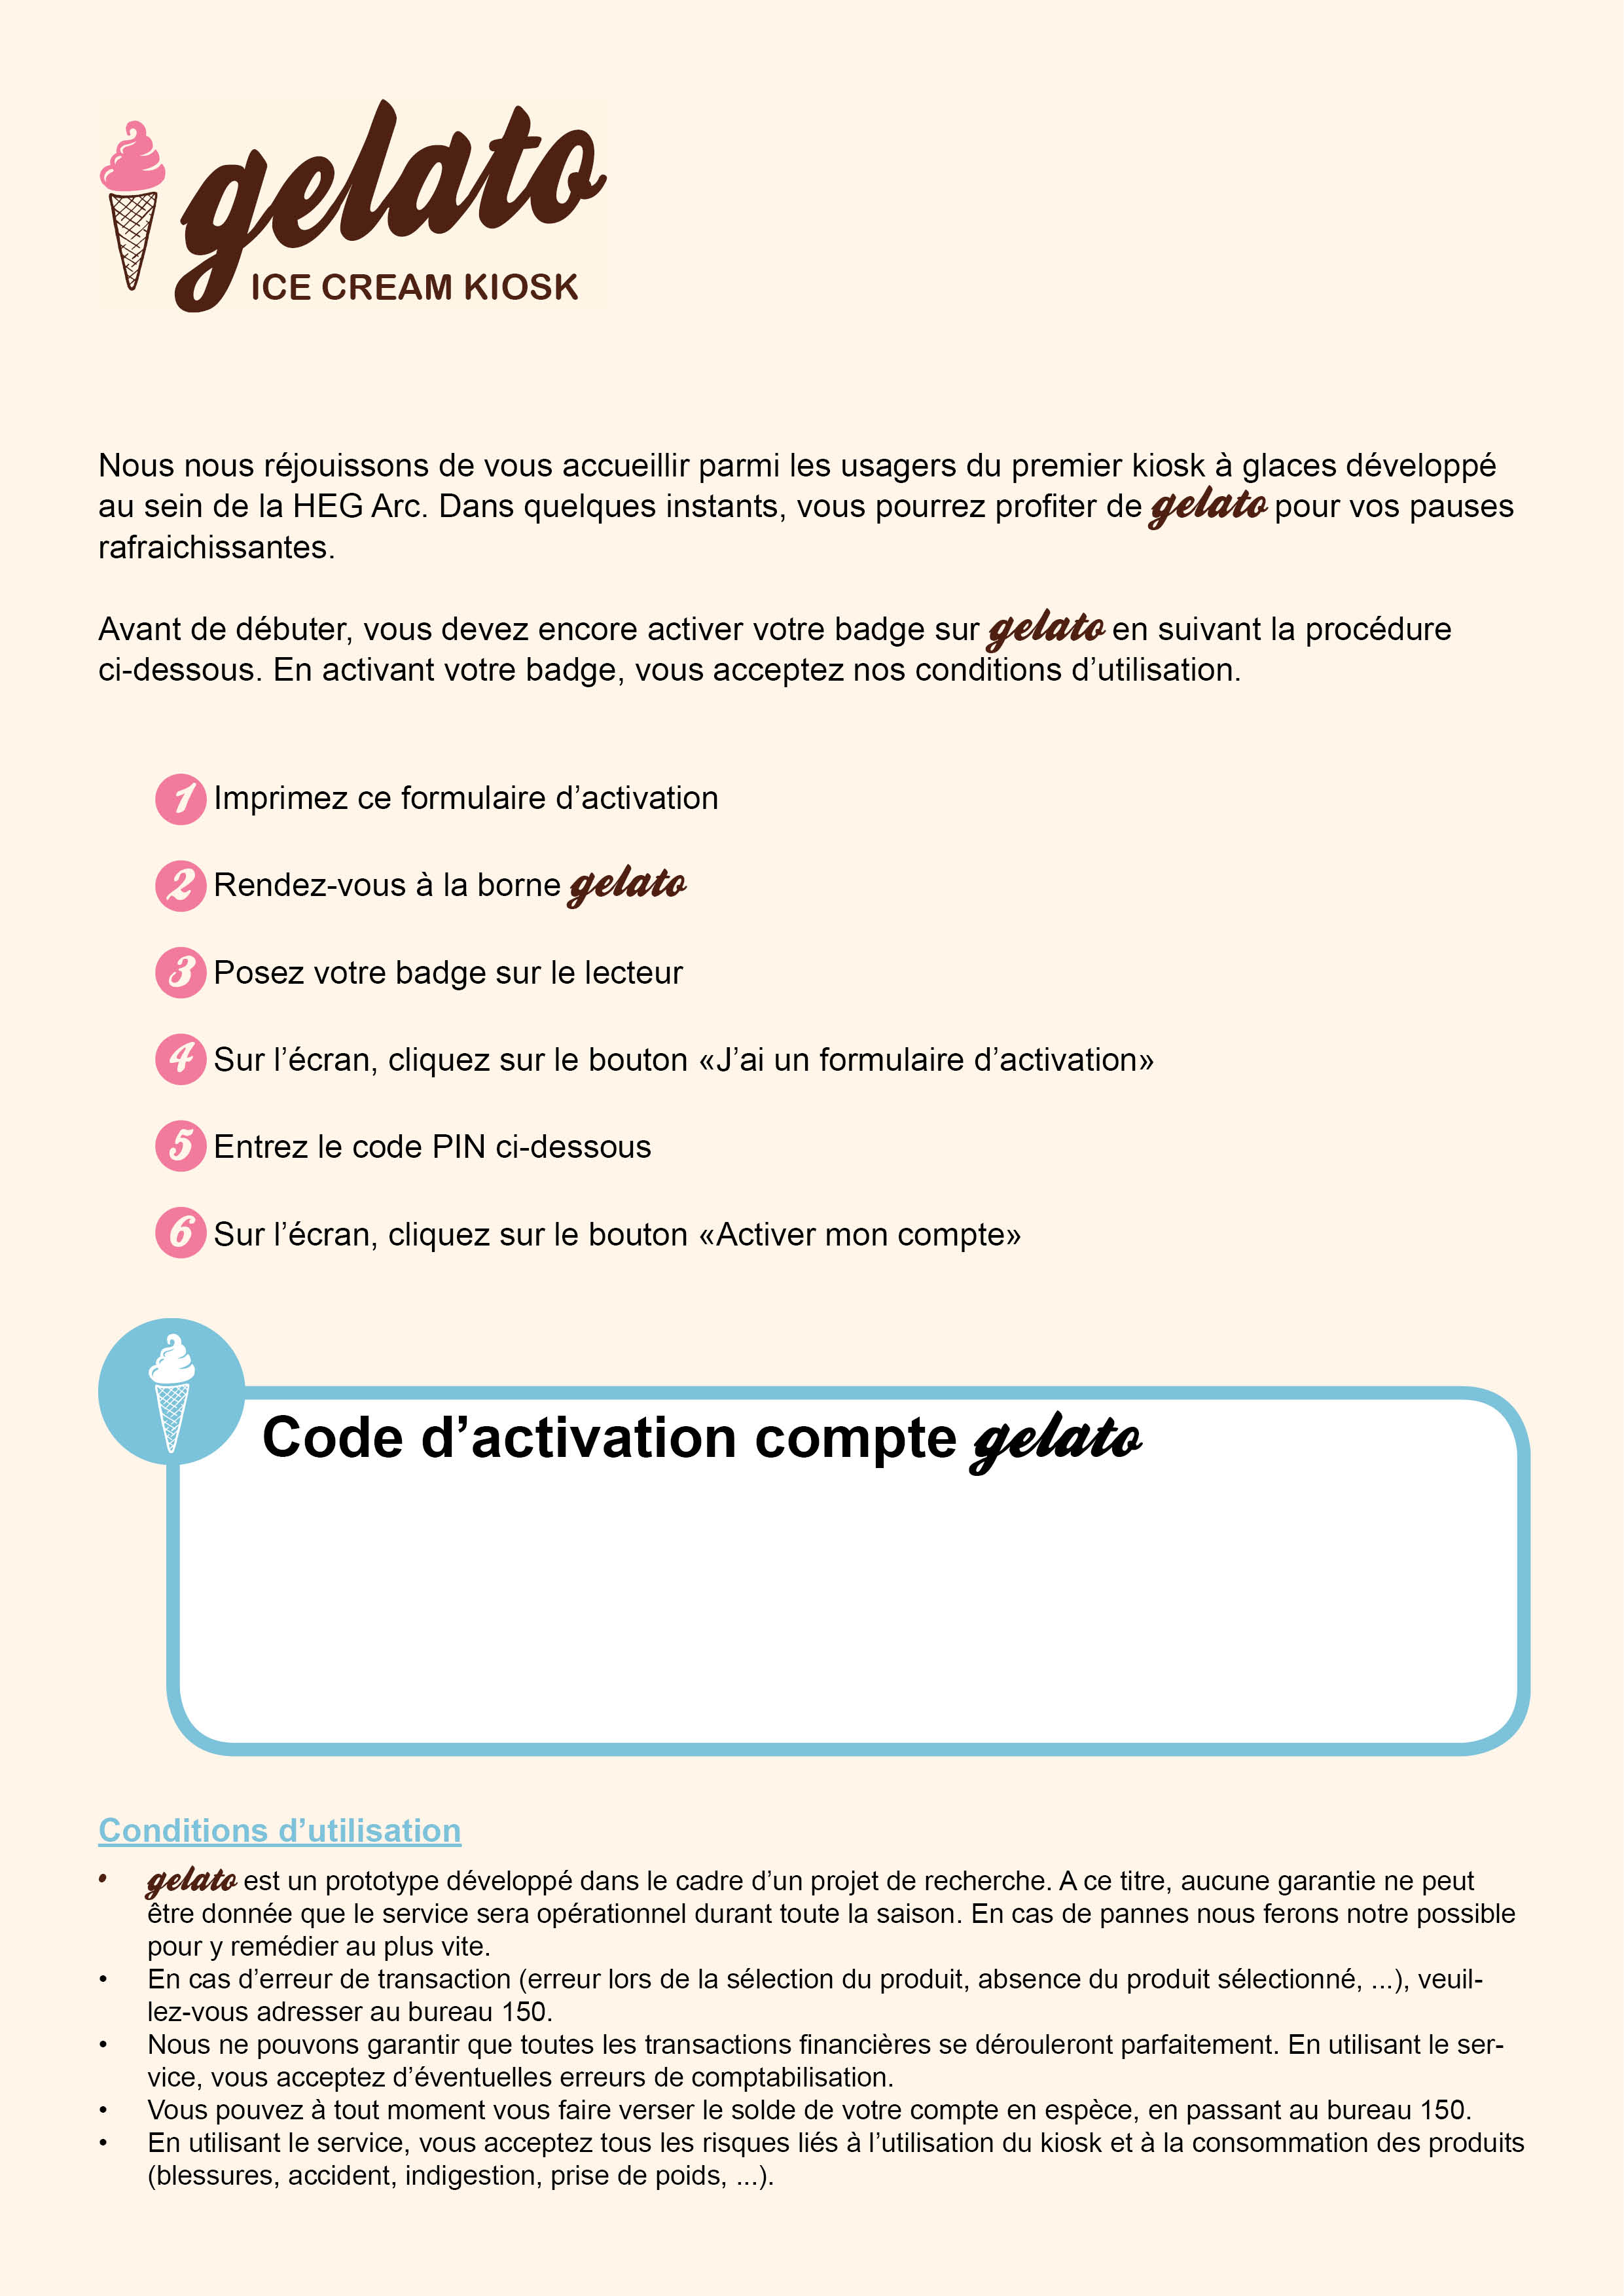 gelato
ICE CREAM KIOSK
Nous nous réjouissons de vous accueillir parmi les usagers du premier kiosk à glaces développé
au sein de la HEG Arc. Dans quelques instants, vous pourrez profiter de gelato pour vos pauses
rafraichissantes.
Avant de débuter, vous devez encore activer votre badge sur gelato en suivant la procédure
ci-dessous. En activant votre badge, vous acceptez nos conditions d’utilisation.
1 Imprimez ce formulaire d’activation
2 Rendez-vous à la borne gelato
3 Posez votre badge sur le lecteur
4 Sur l’écran, cliquez sur le bouton «J’ai un formulaire d’activation»
5 Entrez le code PIN ci-dessous
6 Sur l’écran, cliquez sur le bouton «Activer mon compte»
Code d’activation compte gelato
Conditions d’utilisation
• gelato est un prototype développé dans le cadre d’un projet de recherche. A ce titre, aucune garantie ne peut
être donnée que le service sera opérationnel durant toute la saison. En cas de pannes nous ferons notre possible
pour y remédier au plus vite.
• En cas d’erreur de transaction (erreur lors de la sélection du produit, absence du produit sélectionné, ...), veuil-
lez-vous adresser au bureau 150.
• Nous ne pouvons garantir que toutes les transactions financières se dérouleront parfaitement. En utilisant le ser-
vice, vous acceptez d’éventuelles erreurs de comptabilisation.
• Vous pouvez à tout moment vous faire verser le solde de votre compte en espèce, en passant au bureau 150.
• En utilisant le service, vous acceptez tous les risques liés à l’utilisation du kiosk et à la consommation des produits
(blessures, accident, indigestion, prise de poids, ...).